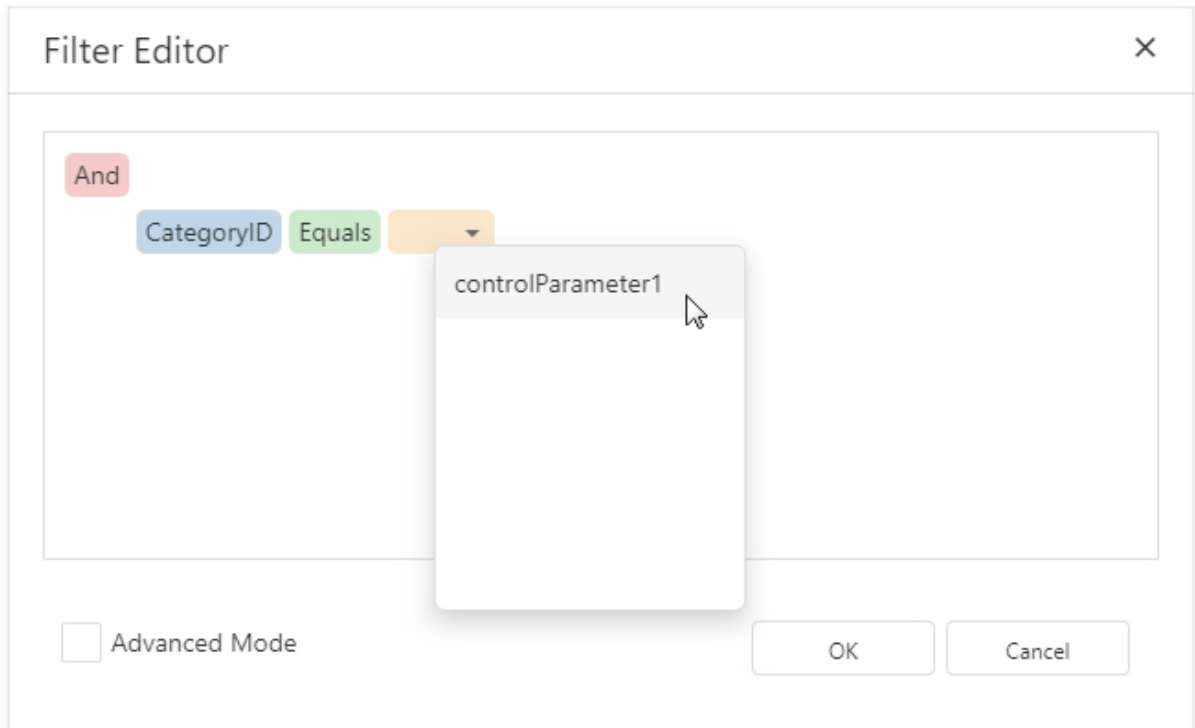 Filter Editor
And
CategoryID Equals
controlParameter1
Advanced Mode
OK Cancel